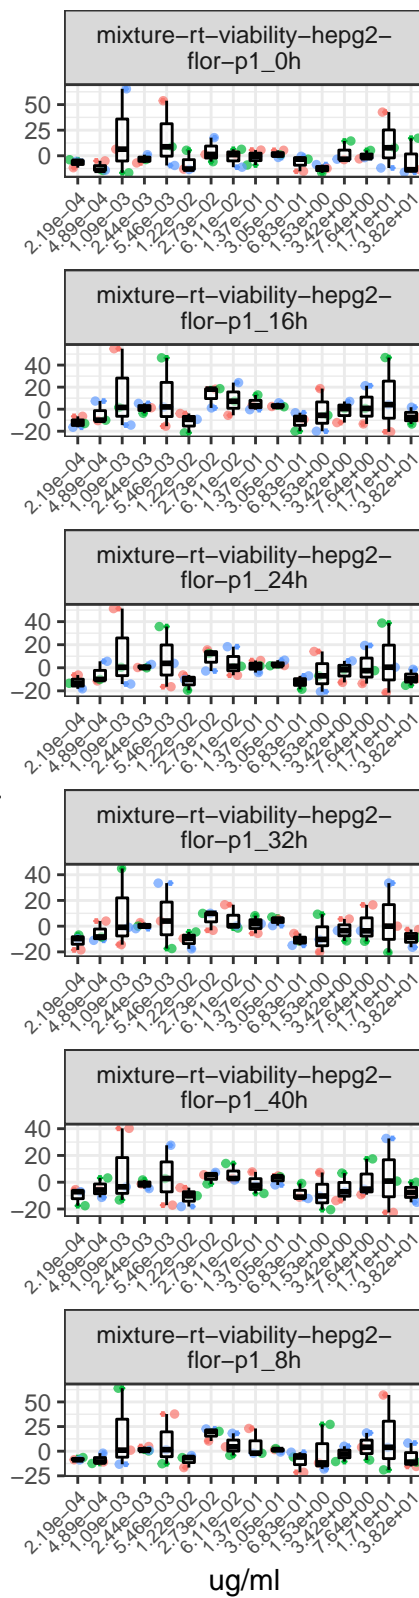 mixture−rt−viability−hepg2−
flor−p1_0h
50
25
0
2.19e−04
4.89e−04
1.09e−03
2.44e−03
5.46e−03
1.22e−02
2.73e−02
6.11e−02
1.37e−01
3.05e−01
6.83e−01
1.53e+00
3.42e+00
7.64e+00
1.71e+01
3.82e+01
mixture−rt−viability−hepg2−
flor−p1_16h
40
20
0
−20
2.19e−04
4.89e−04
1.09e−03
2.44e−03
5.46e−03
1.22e−02
2.73e−02
6.11e−02
1.37e−01
3.05e−01
6.83e−01
1.53e+00
3.42e+00
7.64e+00
1.71e+01
3.82e+01
mixture−rt−viability−hepg2−
flor−p1_24h
40
20
0
−20
2.19e−04
4.89e−04
1.09e−03
2.44e−03
5.46e−03
1.22e−02
2.73e−02
6.11e−02
1.37e−01
3.05e−01
6.83e−01
1.53e+00
3.42e+00
7.64e+00
1.71e+01
3.82e+01
mixture−rt−viability−hepg2−
flor−p1_32h
40
20
0
−20
2.19e−04
4.89e−04
1.09e−03
2.44e−03
5.46e−03
1.22e−02
2.73e−02
6.11e−02
1.37e−01
3.05e−01
6.83e−01
1.53e+00
3.42e+00
7.64e+00
1.71e+01
3.82e+01
mixture−rt−viability−hepg2−
flor−p1_40h
40
20
0
−20
2.19e−04
4.89e−04
1.09e−03
2.44e−03
5.46e−03
1.22e−02
2.73e−02
6.11e−02
1.37e−01
3.05e−01
6.83e−01
1.53e+00
3.42e+00
7.64e+00
1.71e+01
3.82e+01
mixture−rt−viability−hepg2−
flor−p1_8h
50
25
0
−25
2.19e−04
4.89e−04
1.09e−03
2.44e−03
5.46e−03
1.22e−02
2.73e−02
6.11e−02
1.37e−01
3.05e−01
6.83e−01
1.53e+00
3.42e+00
7.64e+00
1.71e+01
3.82e+01
ug/ml